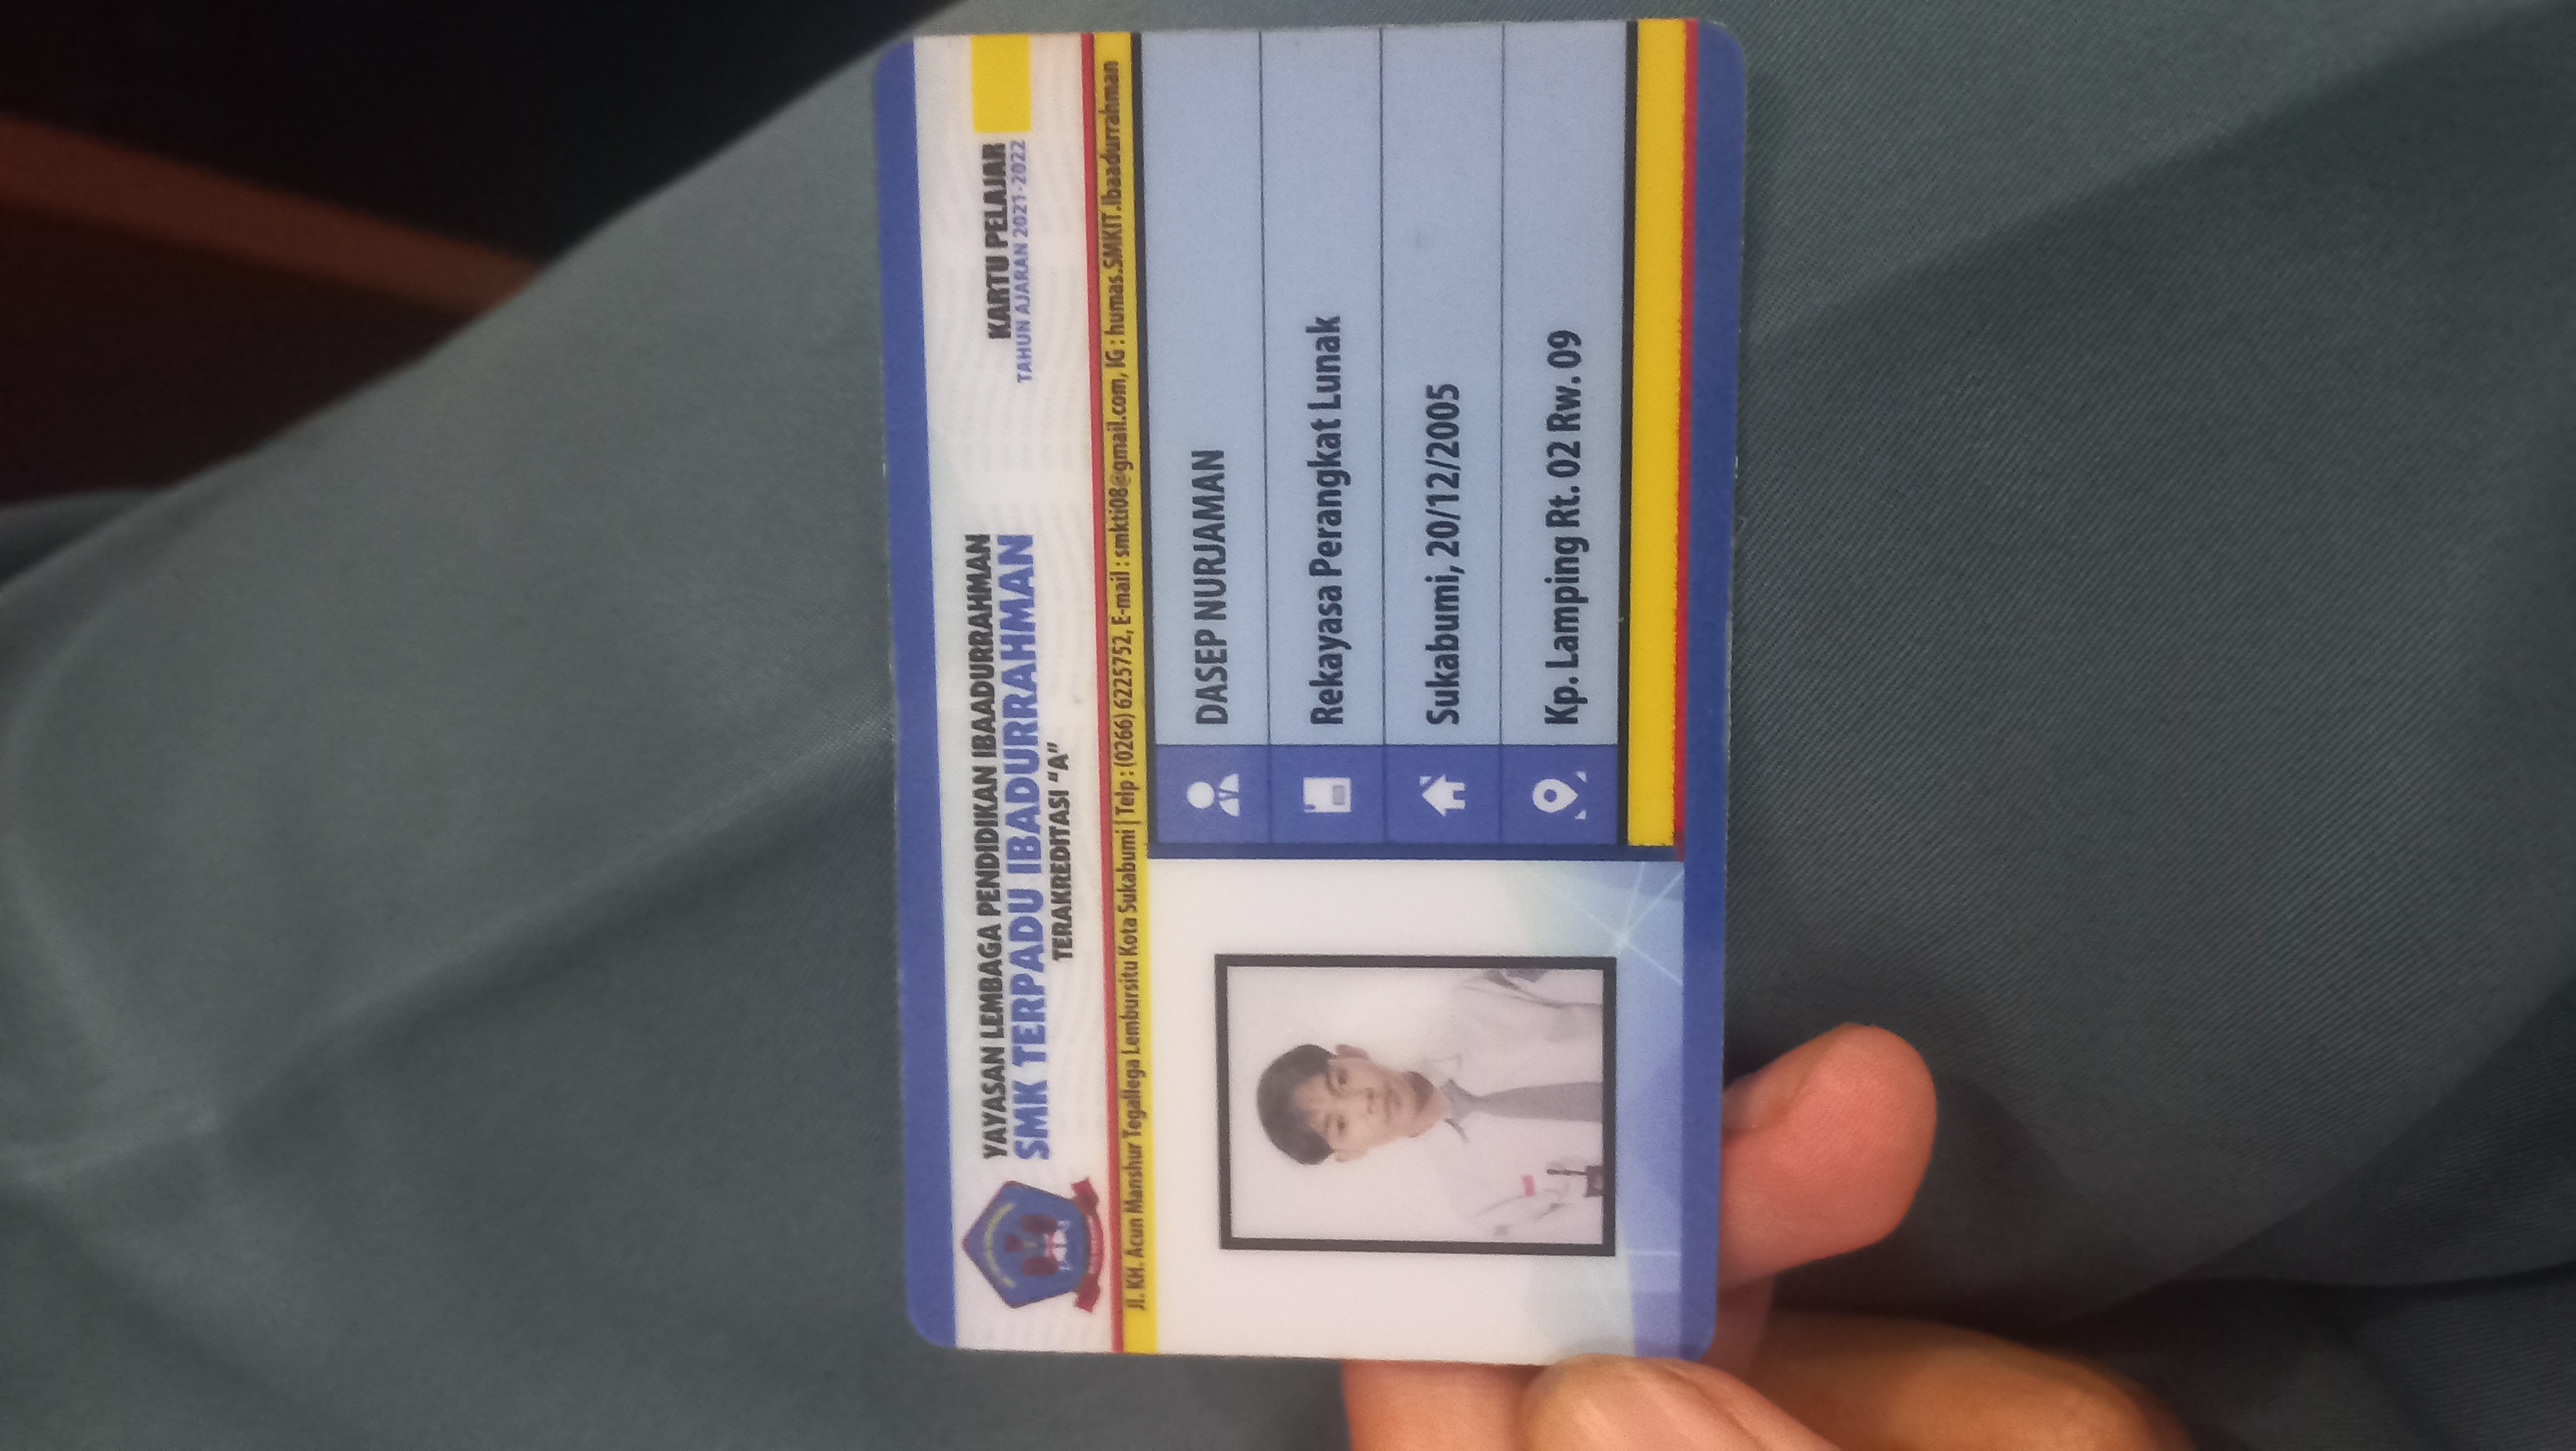 YAYASAN LEMBAGA PENDIDIKAN IBAADURRAHMAN
SMK TERPADU IBADURRAHMAN
TERAKREDITASI "A"
KARTU PELAJAR
TAHUN AJARAN 2021-2022
Jl. KH. Acun Manshur Tegallega Lembursitu Kota Sukabumi | Telp : (0266) 6225752, E-mail : smkti08@gmail.com, IG : humas.SMKIT.Ibaadurrahman
DASEP NURJAMAN
Rekayasa Perangkat Lunak
Sukabumi, 20/12/2005
Kp. Lamping Rt. 02 Rw. 09